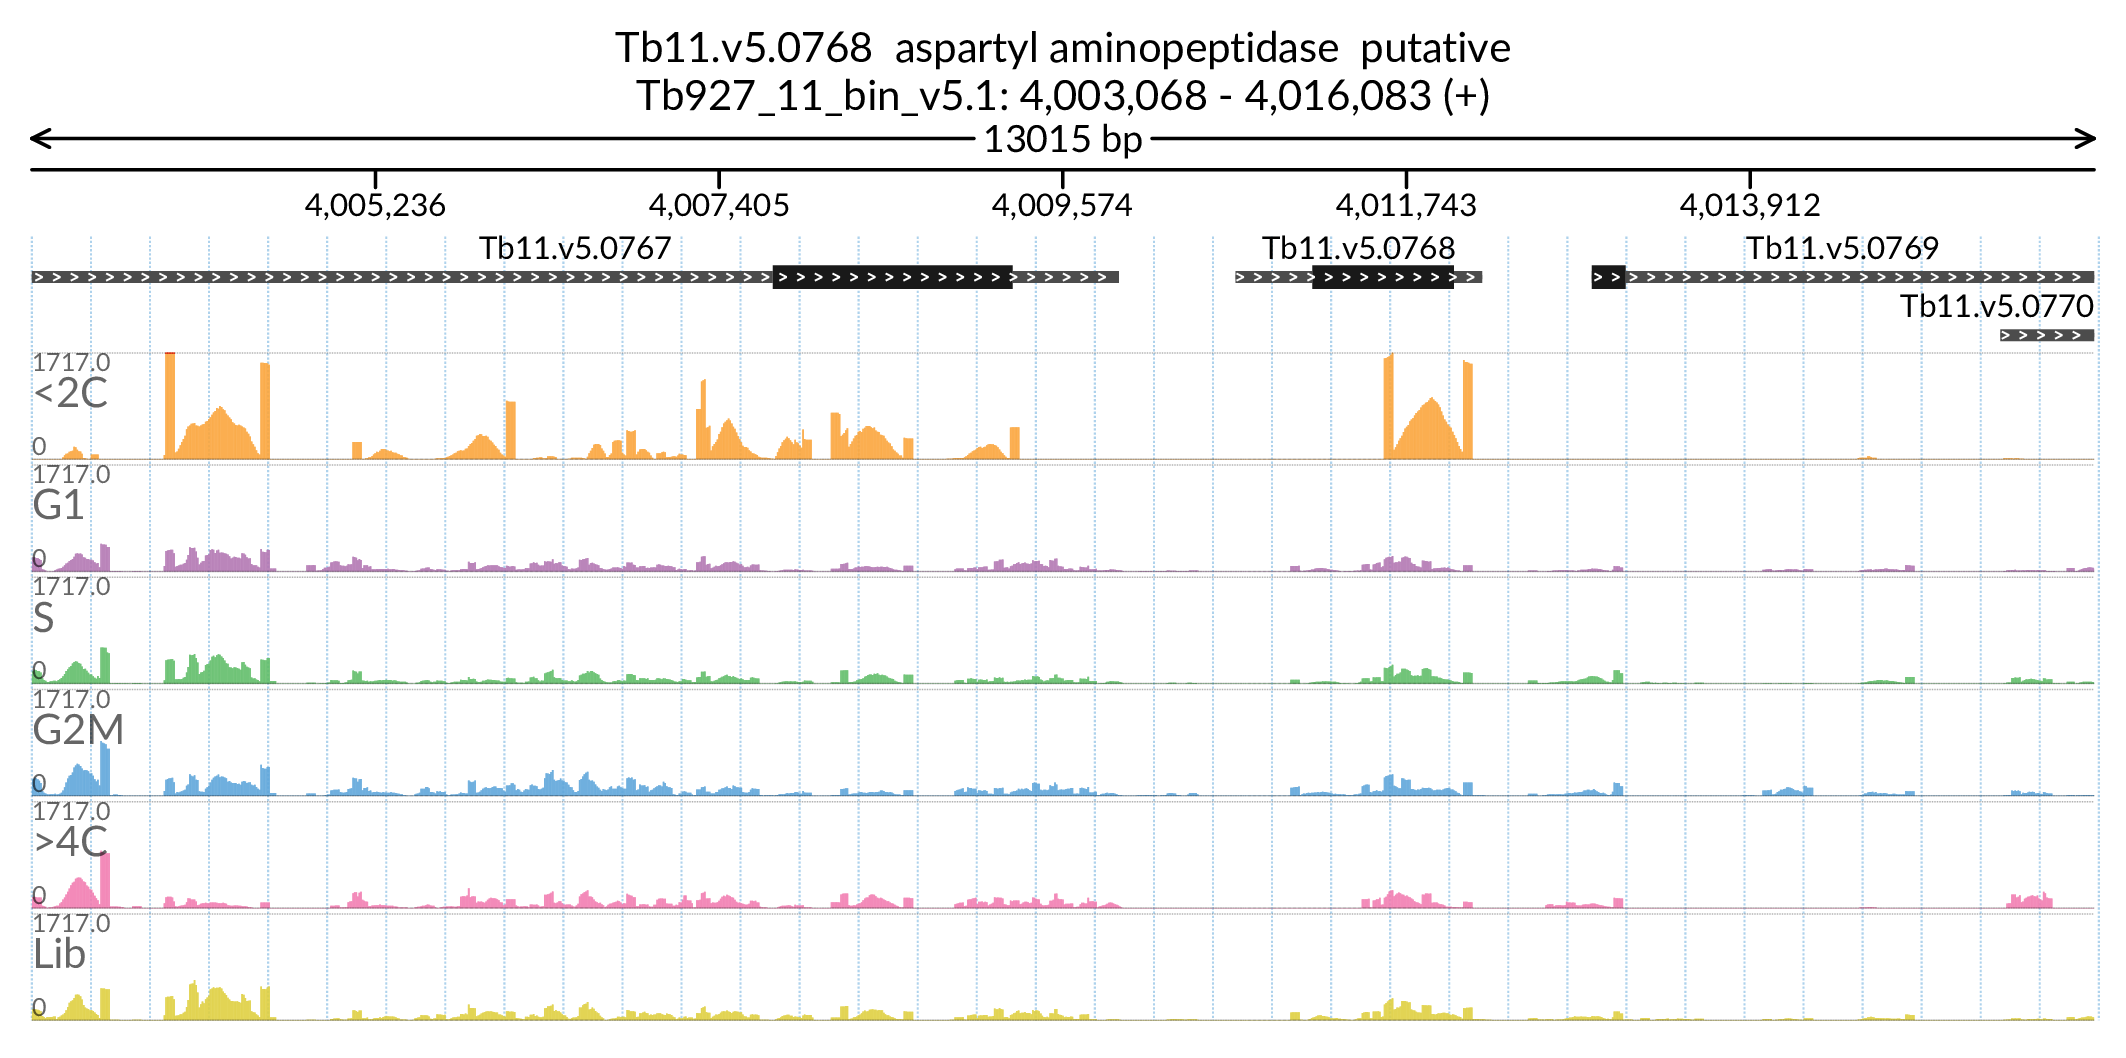 Tb11.v5.0768  aspartyl aminopeptidase  putative
Tb927_11_bin_v5.1: 4,003,068 - 4,016,083 (+)
13015 bp
4,005,236 4,007,405 4,009,574 4,011,743 4,013,912
Tb11.v5.0767 Tb11.v5.0768 Tb11.v5.0769
Tb11.v5.0770
1717.0
<2C
0
1717.0
G1
0
1717.0
S
0
1717.0
G2M
0
1717.0
>4C
0
1717.0
Lib
0